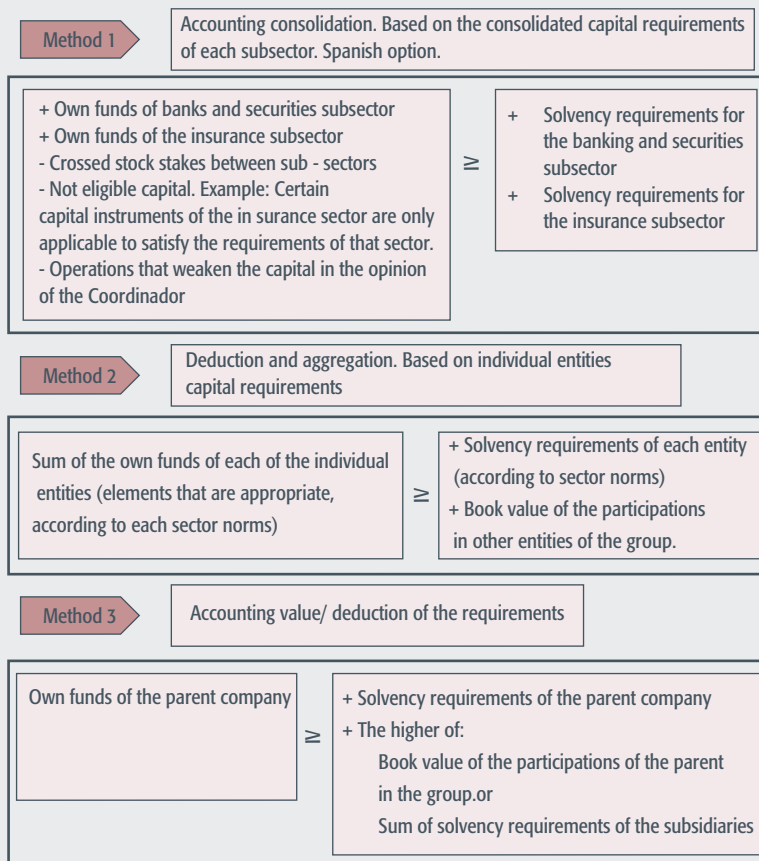 Method 1
Accounting consolidation. Based on the consolidated capital requirements
of each subsector. Spanish option.
+ Own funds of banks and securities subsector
+ Own funds of the insurance subsector
- Crossed stock stakes between sub - sectors
- Not eligible capital. Example: Certain
capital instruments of the in surance sector are only
applicable to satisfy the requirements of that sector.
- Operations that weaken the capital in the opinion
of the Coordinador
≥
+ Solvency requirements for
the banking and securities
subsector
+ Solvency requirements for
the insurance subsector
Method 2
Deduction and aggregation. Based on individual entities
capital requirements
Sum of the own funds of each of the individual
entities (elements that are appropriate,
according to each sector norms)
≥
+ Solvency requirements of each entity
(according to sector norms)
+ Book value of the participations
in other entities of the group.
Method 3
Accounting value/ deduction of the requirements
Own funds of the parent company
≥
+ Solvency requirements of the parent company
+ The higher of:
Book value of the participations of the parent
in the group.or
Sum of solvency requirements of the subsidiaries